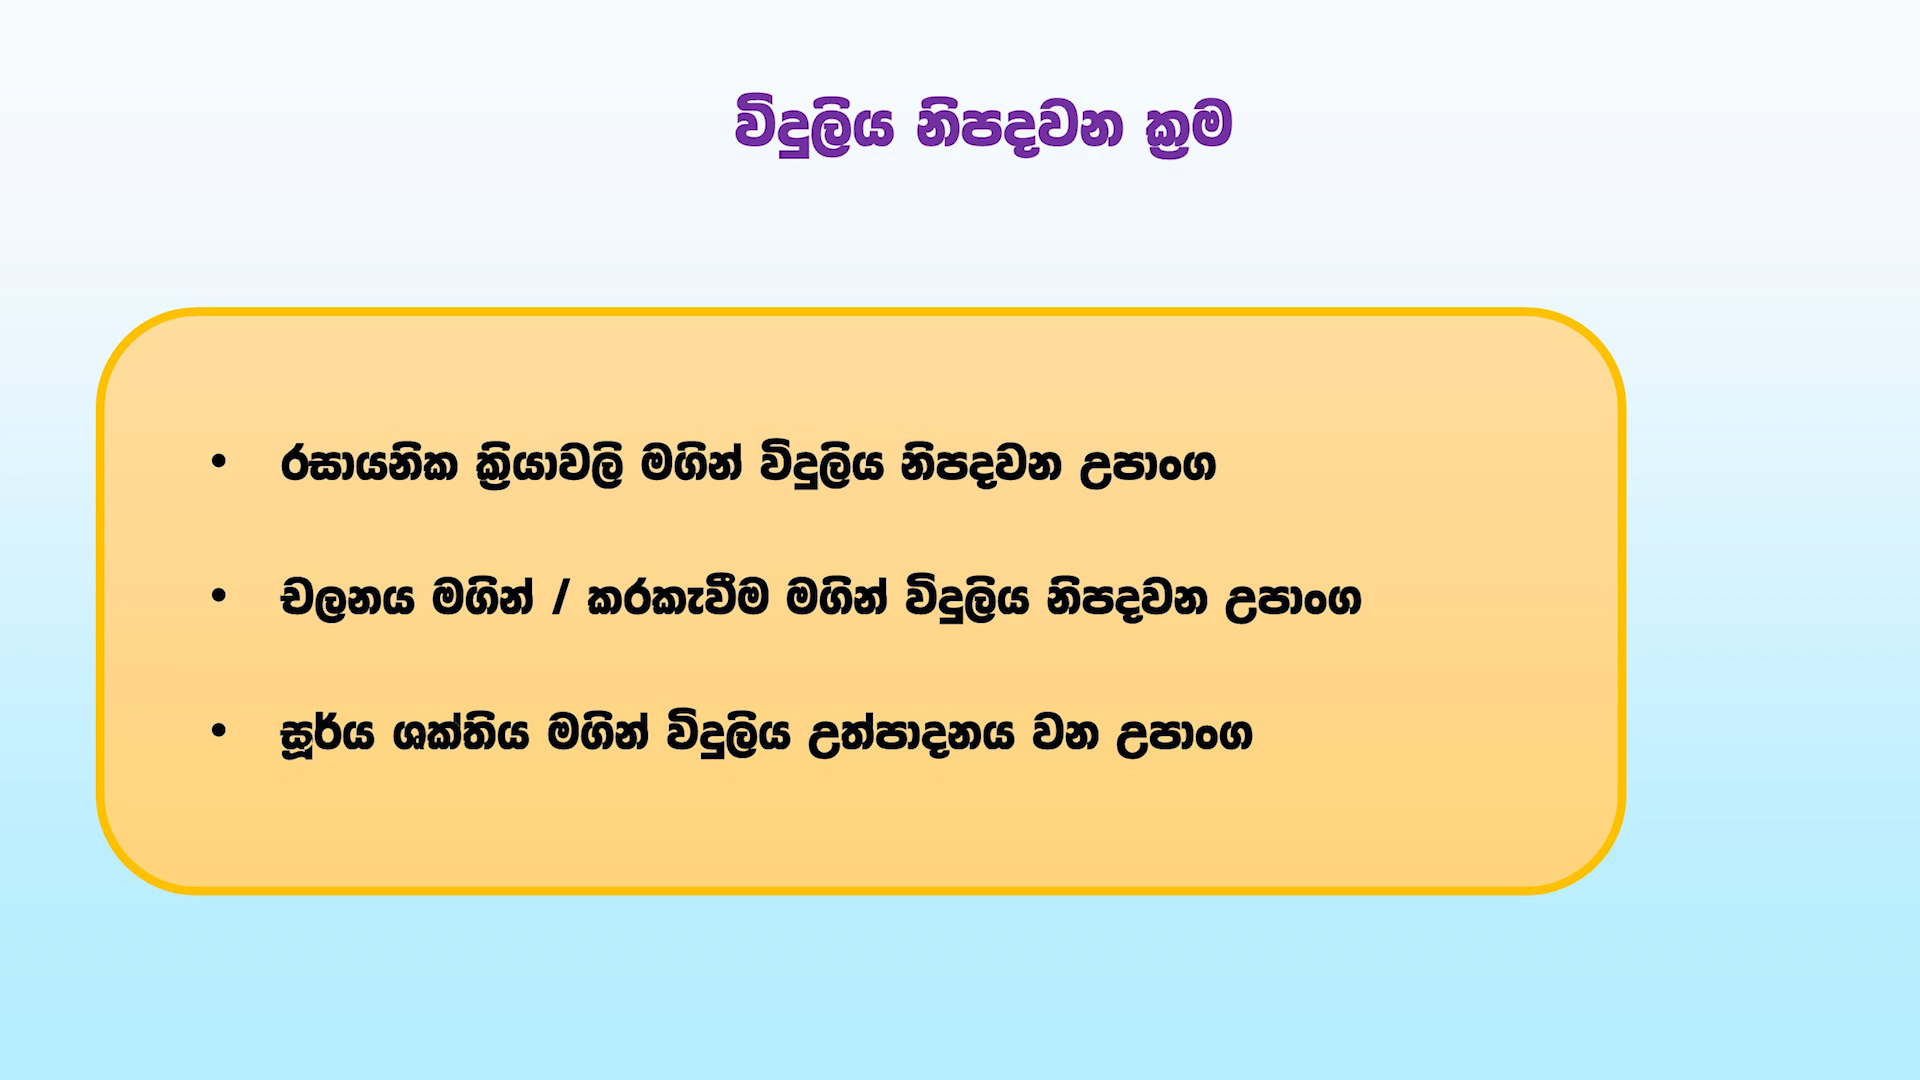 විදුලිය නිපදවන ක්‍රම
• රසායනික ක්‍රියාවලි මගින් විදුලිය නිපදවන උපාංග
• චලනය මගින් / කරකැවීම මගින් විදුලිය නිපදවන උපාංග
• සූර්ය ශක්තිය මගින් විදුලිය උත්පාදනය වන උපාංග